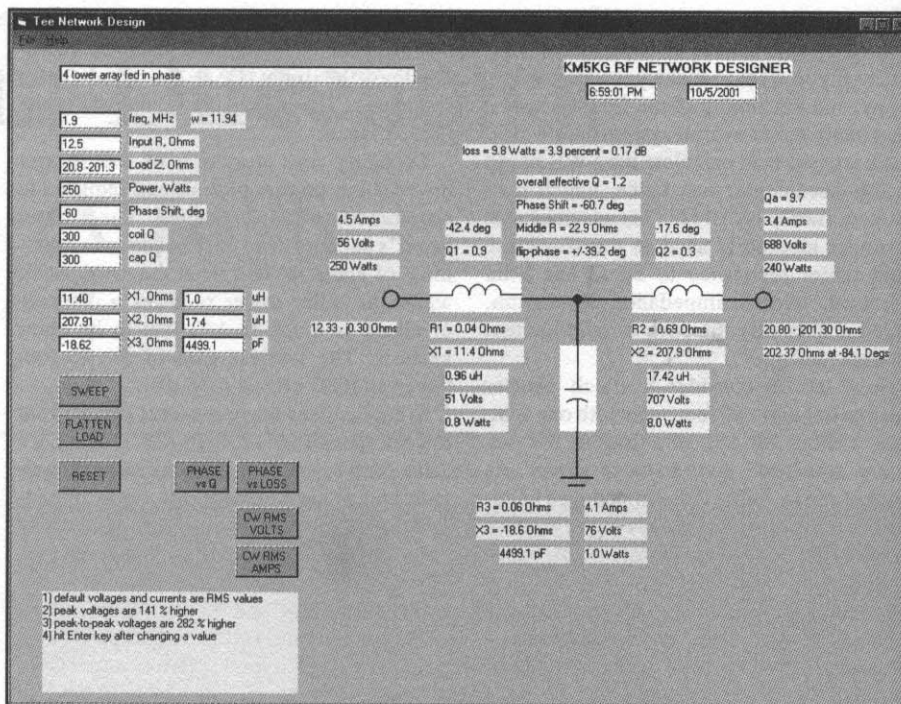 Tee Network Design
File Help
4 tower array fed in phase
KM5KG RF NETWORK DESIGNER
6:59:01 PM 10/5/2001
1.9 freq, MHz w = 11.94
12.5 Input R, Ohms
20.8 -201.3 Load Z, Ohms
250 Power, Watts
-60 Phase Shift, deg
300 coil Q
300 cap Q
loss = 9.8 Watts = 3.9 percent = 0.17 dB
overall effective Q = 1.2
Phase Shift = -60.7 deg
Middle R = 22.9 Ohms
flip-phase = +/-39.2 deg
4.5 Amps
56 Volts
250 Watts
-42.4 deg
Q1 = 0.9
-17.6 deg
Q2 = 0.3
Qa = 9.7
3.4 Amps
688 Volts
240 Watts
11.40 X1, Ohms 1.0 uH
207.91 X2, Ohms 17.4 uH
-18.62 X3, Ohms 4499.1 pF
12.33 - j0.30 Ohms
R1 = 0.04 Ohms
X1 = 11.4 Ohms
0.96 uH
51 Volts
0.8 Watts
R2 = 0.69 Ohms
X2 = 207.9 Ohms
17.42 uH
707 Volts
8.0 Watts
20.80 - j201.30 Ohms
202.37 Ohms at -84.1 Degs
SWEEP
FLATTEN
LOAD
RESET
PHASE
vs Q
PHASE
vs LOSS
CW RMS
VOLTS
CW RMS
AMPS
R3 = 0.06 Ohms 4.1 Amps
X3 = -18.6 Ohms 76 Volts
4499.1 pF 1.0 Watts
1) default voltages and currents are RMS values
2) peak voltages are 141 % higher
3) peak-to-peak voltages are 282 % higher
4) hit Enter key after changing a value